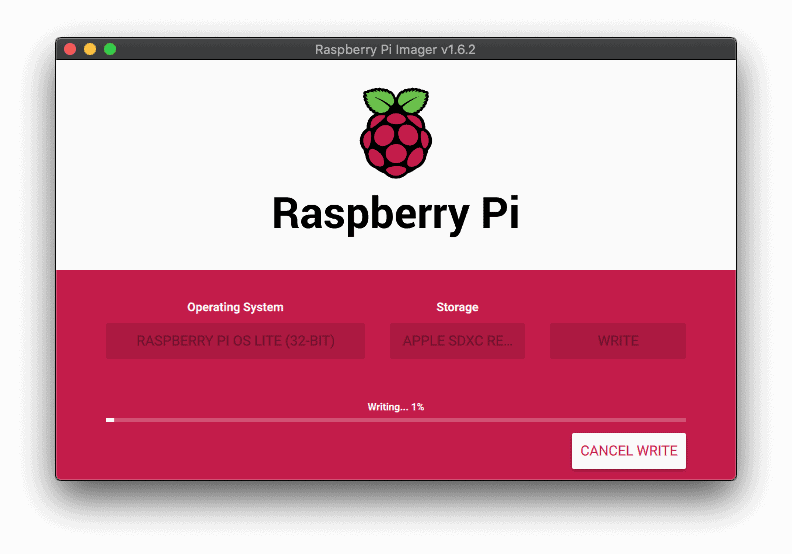 Raspberry Pi Imager v1.6.2
Raspberry Pi
Operating System
Storage
RASPBERRY PI OS LITE (32-BIT)
APPLE SDXC RE...
WRITE
Writing... 1%
CANCEL WRITE